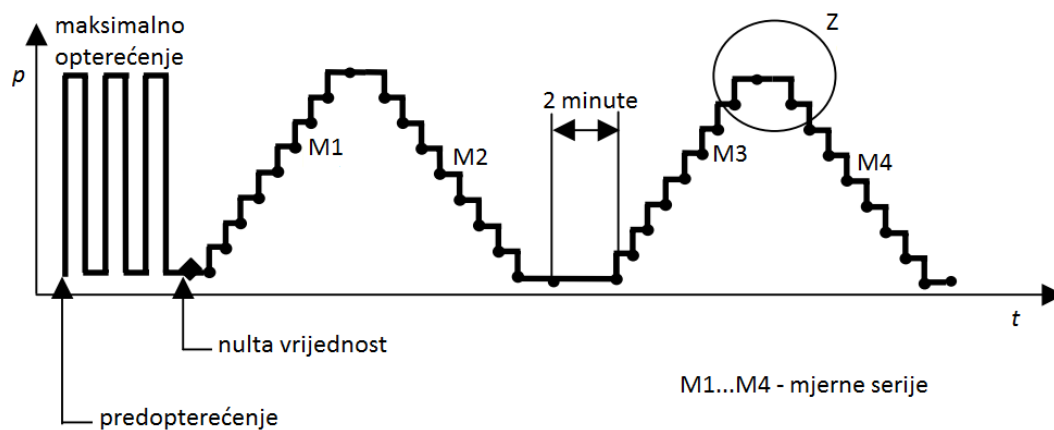 maksimalno
opterećenje
p
Z
2 minute
M1
M2
M3
M4
t
nulta vrijednost
M1...M4 - mjerne serije
predopterećenje